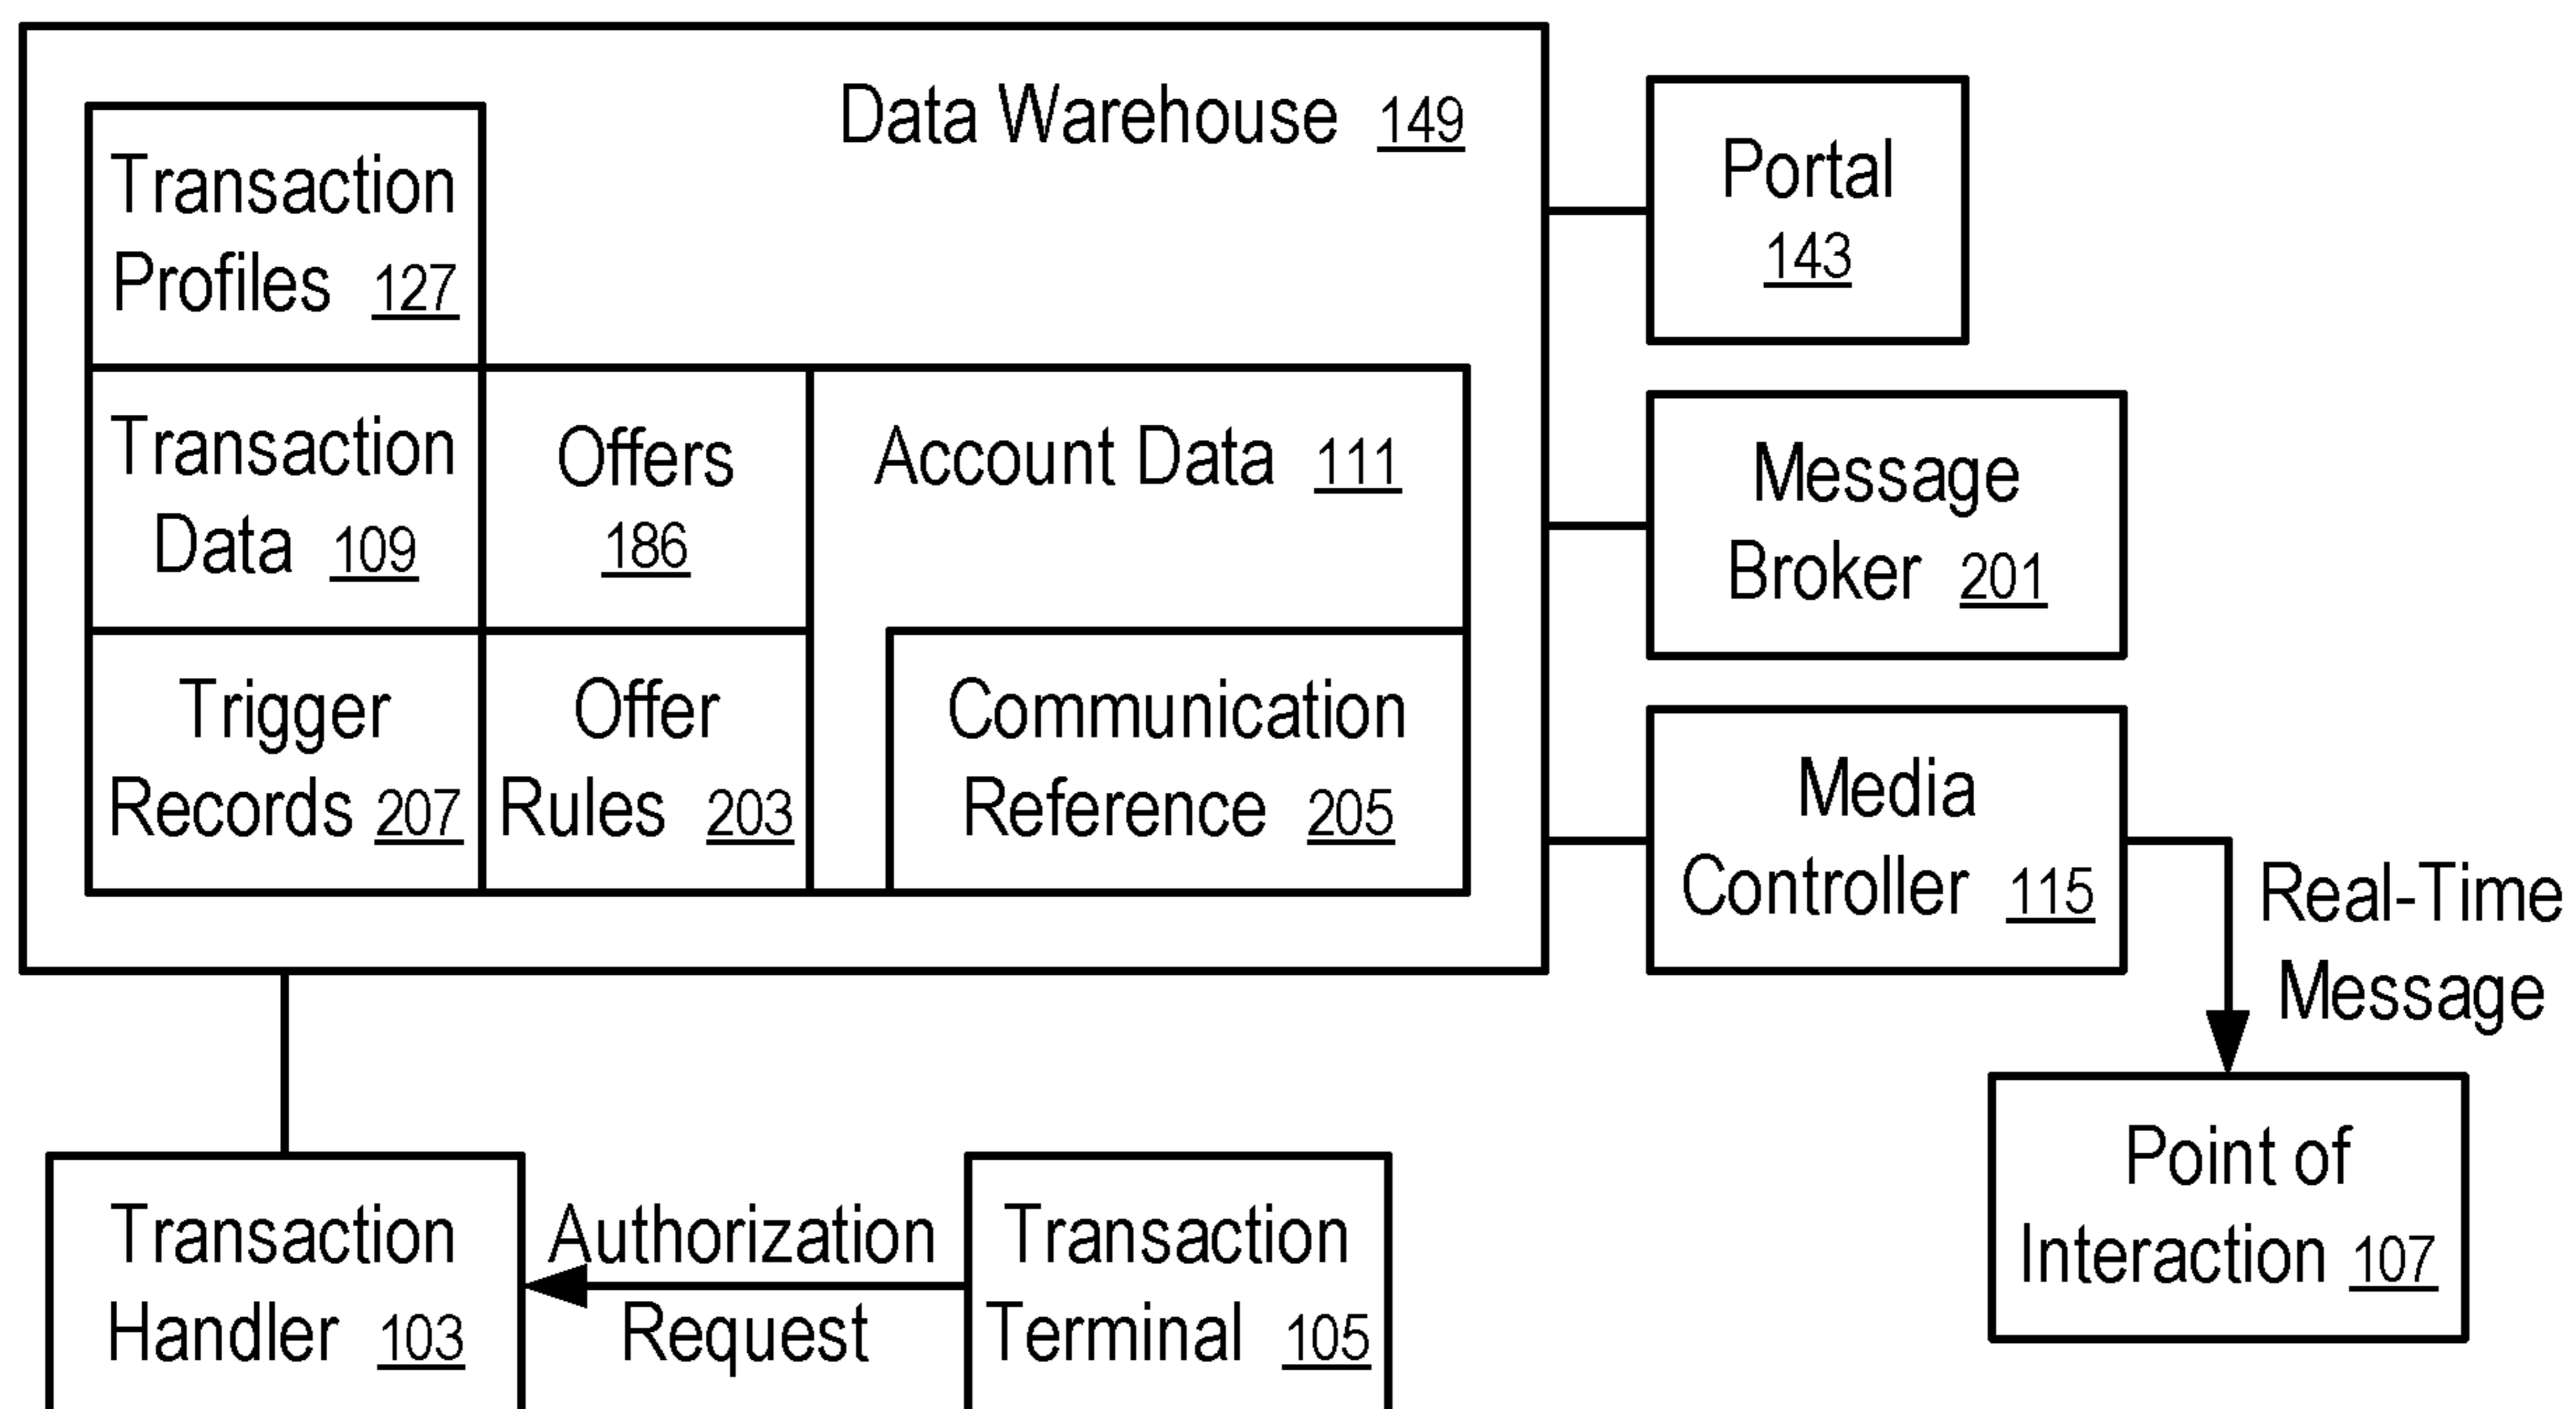 Data Warehouse 149
Transaction
Profiles 127
Transaction
Data 109
Offers
186
Account Data 111
Trigger
Records 207
Offer
Rules 203
Communication
Reference 205
Portal
143
Message
Broker 201
Media
Controller 115
Real-Time
Message
Point of
Interaction 107
Transaction
Handler 103
Authorization
Request
Transaction
Terminal 105